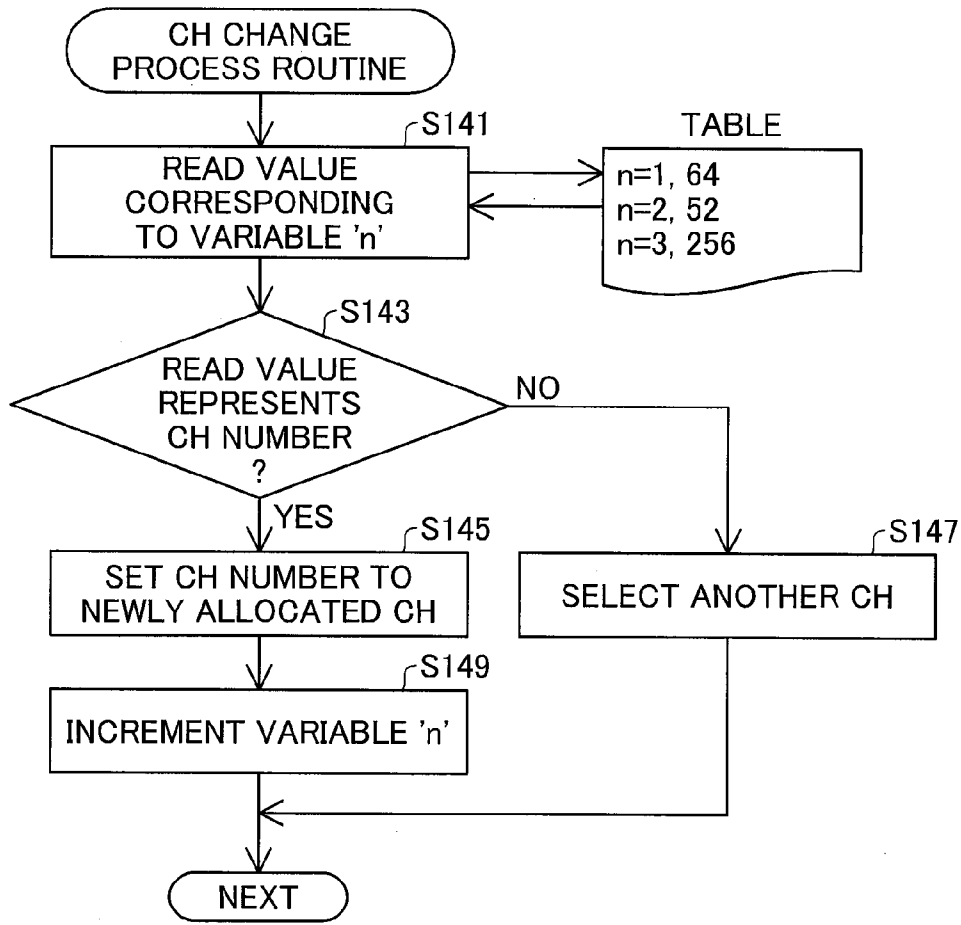 CH CHANGE
PROCESS ROUTINE
S141
READ VALUE
CORRESPONDING
TO VARIABLE 'n'
TABLE
n=1, 64
n=2, 52
n=3, 256
S143
READ VALUE
REPRESENTS
CH NUMBER
?
NO
YES
S145
SET CH NUMBER TO
NEWLY ALLOCATED CH
S147
SELECT ANOTHER CH
S149
INCREMENT VARIABLE 'n'
NEXT